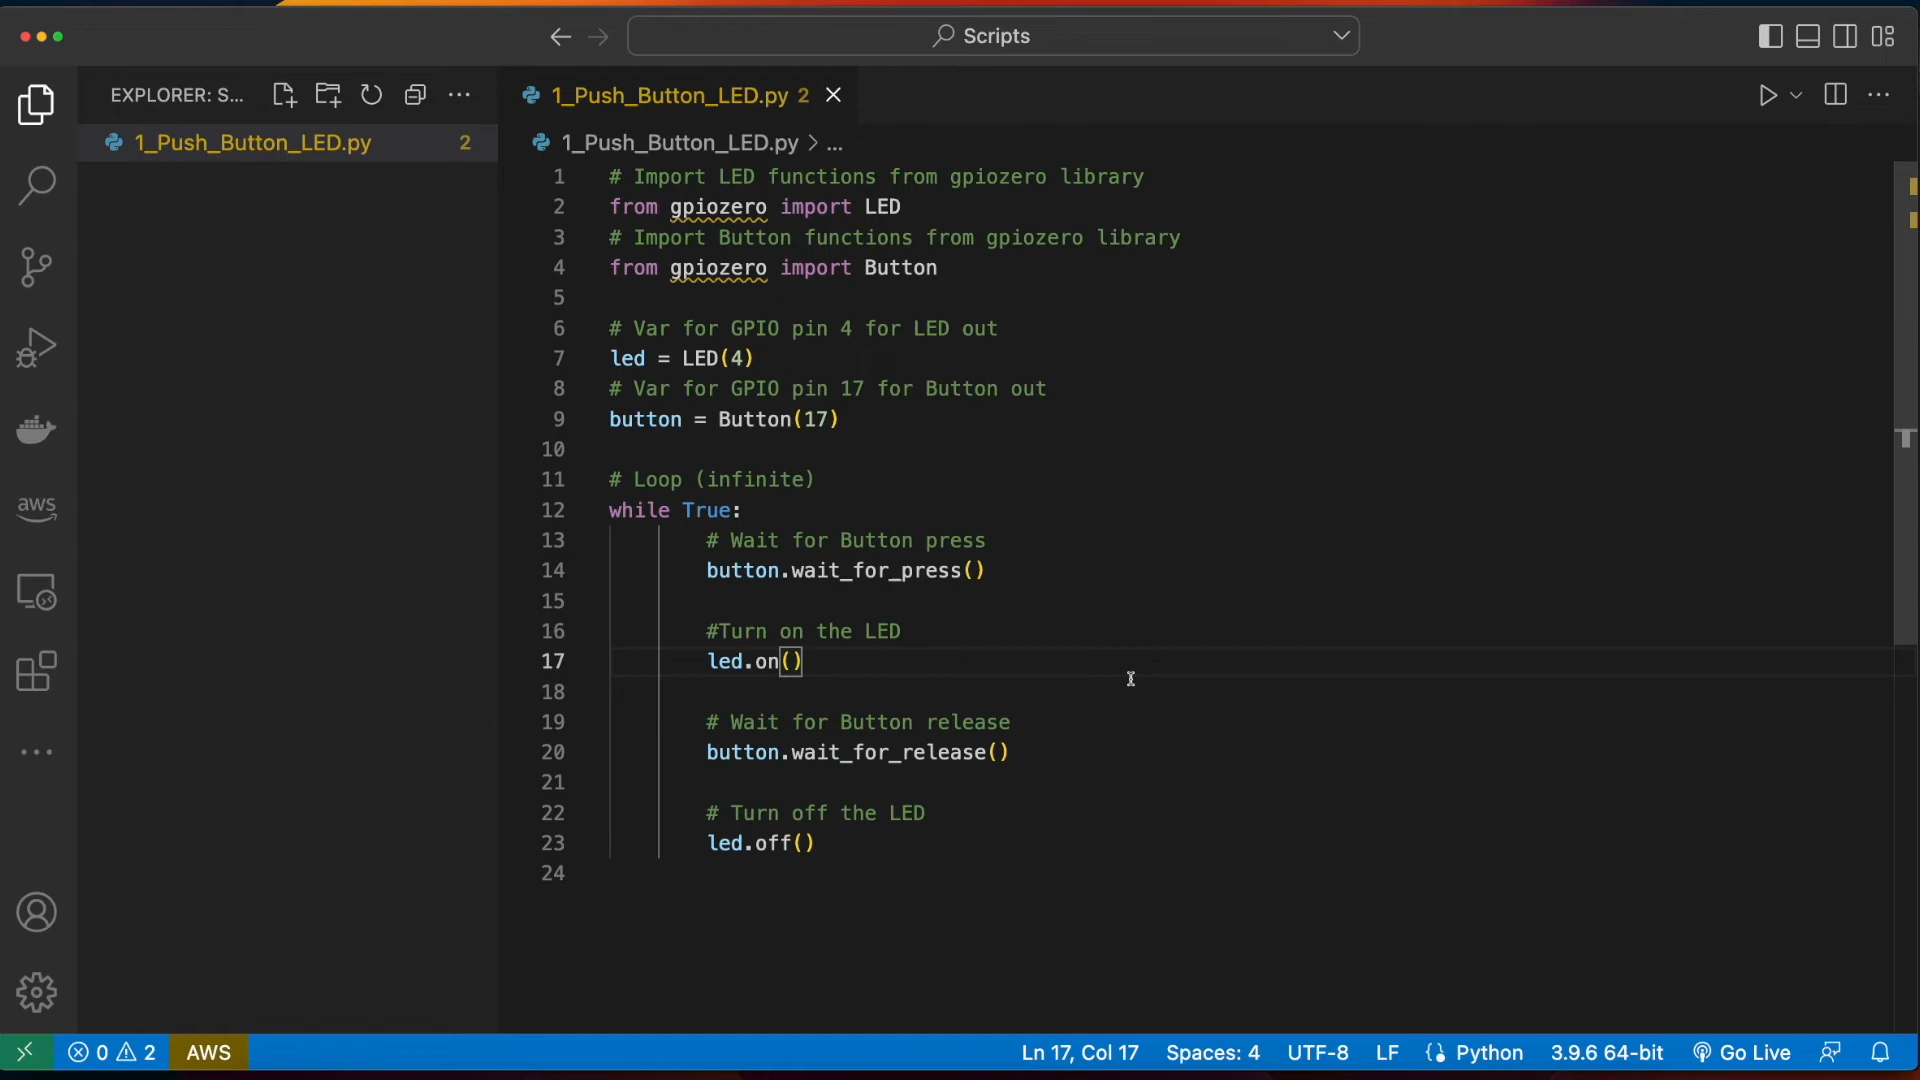 Scripts
EXPLORER: S...
1_Push_Button_LED.py 2
1_Push_Button_LED.py 2
1_Push_Button_LED.py > ...
1 # Import LED functions from gpiozero library
2 from gpiozero import LED
3 # Import Button functions from gpiozero library
4 from gpiozero import Button
5
6 # Var for GPIO pin 4 for LED out
7 led = LED(4)
8 # Var for GPIO pin 17 for Button out
9 button = Button(17)
10
11 # Loop (infinite)
12 while True:
13 # Wait for Button press
14 button.wait_for_press()
15
16 #Turn on the LED
17 led.on()
18
19 # Wait for Button release
20 button.wait_for_release()
21
22 # Turn off the LED
23 led.off()
24
aws
0 2 AWS Ln 17, Col 17 Spaces: 4 UTF-8 LF Python 3.9.6 64-bit Go Live